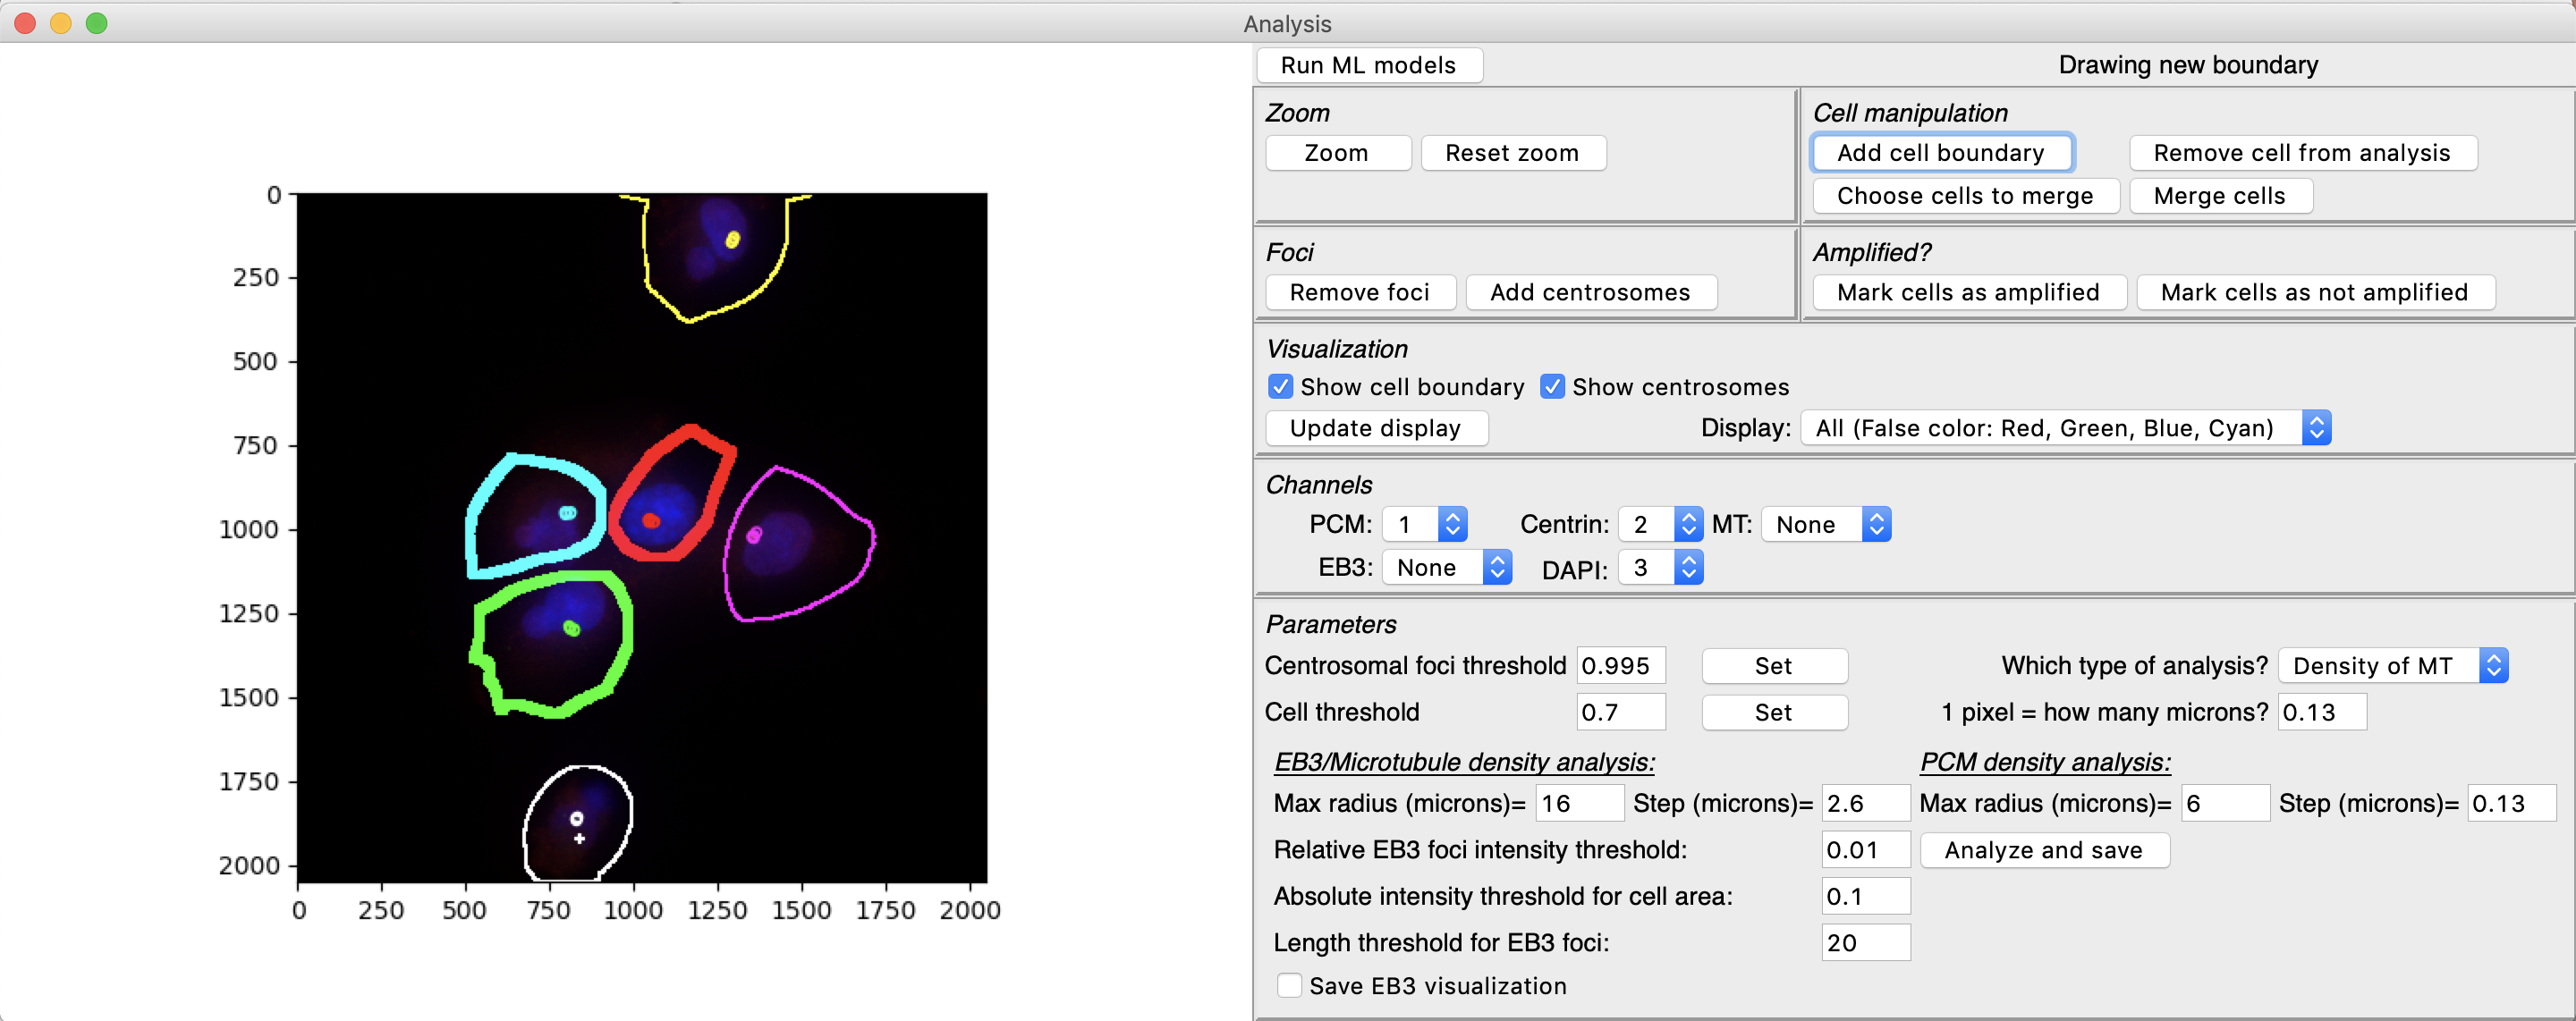 Analysis
Run ML models
Drawing new boundary
Zoom
Zoom Reset zoom
Cell manipulation
Add cell boundary Remove cell from analysis
Choose cells to merge Merge cells
Foci
Remove foci Add centrosomes
Amplified?
Mark cells as amplified Mark cells as not amplified
Visualization
Show cell boundary Show centrosomes
Update display Display: All (False color: Red, Green, Blue, Cyan)
Channels
PCM: 1 Centrin: 2 MT: None
EB3: None DAPI: 3
Parameters
Centrosomal foci threshold 0.995 Set Which type of analysis? Density of MT
Cell threshold 0.7 Set 1 pixel = how many microns? 0.13
EB3/Microtubule density analysis: PCM density analysis:
Max radius (microns)= 16 Step (microns)= 2.6 Max radius (microns)= 6 Step (microns)= 0.13
Relative EB3 foci intensity threshold: 0.01 Analyze and save
Absolute intensity threshold for cell area: 0.1
Length threshold for EB3 foci: 20
Save EB3 visualization
0
250
500
750
1000
1250
1500
1750
2000
0 250 500 750 1000 1250 1500 1750 2000